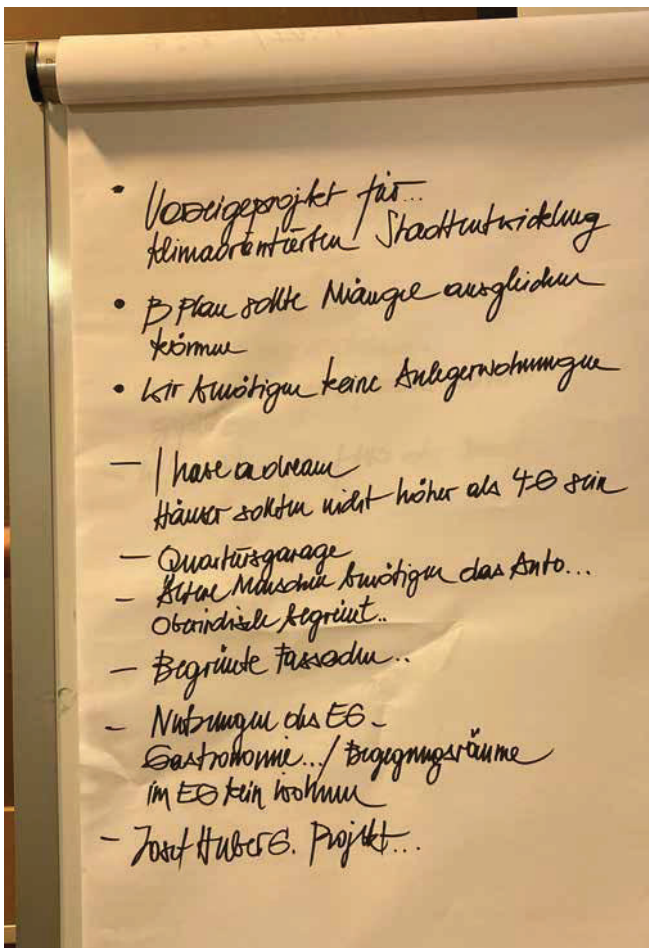 • Vorzeigeprojekt für...
klimaorientierten Stadtentwicklung
• B Plan sollte Mängel ausgleichen
können
• Wir benötigen keine Anlegerwohnungen
— I have a dream
Häuser sollten nicht höher als 4 G sein
— Quartiersgarage
— Ältere Menschen benötigen das Auto...
Oberirdisch begrünt..
— Begrünte Fassaden..
— Nutzungen des EG –
Gastronomie.../ Begegnungsräume
im EG kein wohnen
— Josef Huber G. Projekt...